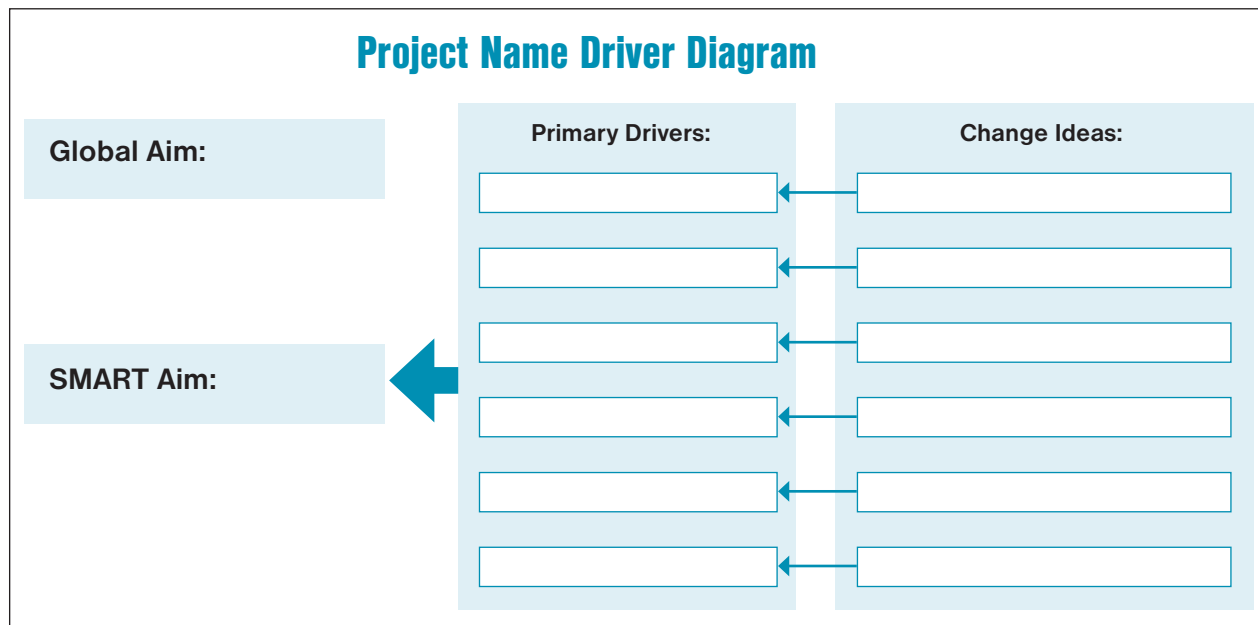 Project Name Driver Diagram
Global Aim:
SMART Aim:
Primary Drivers:
Change Ideas: